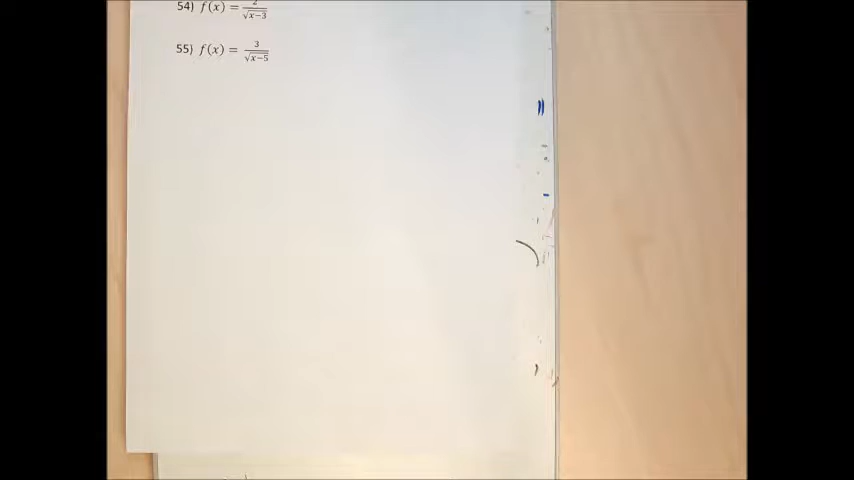 54) f(x) = 2/√(x−3)
55) f(x) = 3/√(x−5)